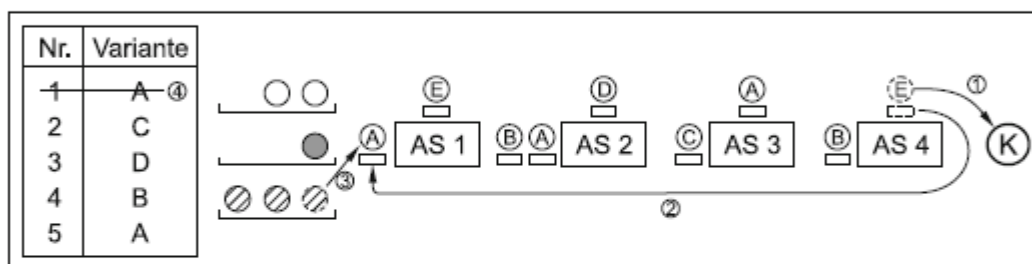 Nr. Variante
1 A ④
2 C
3 D
4 B
5 A
E D A E ①
A AS 1 B A AS 2 C AS 3 B AS 4 K
③
②